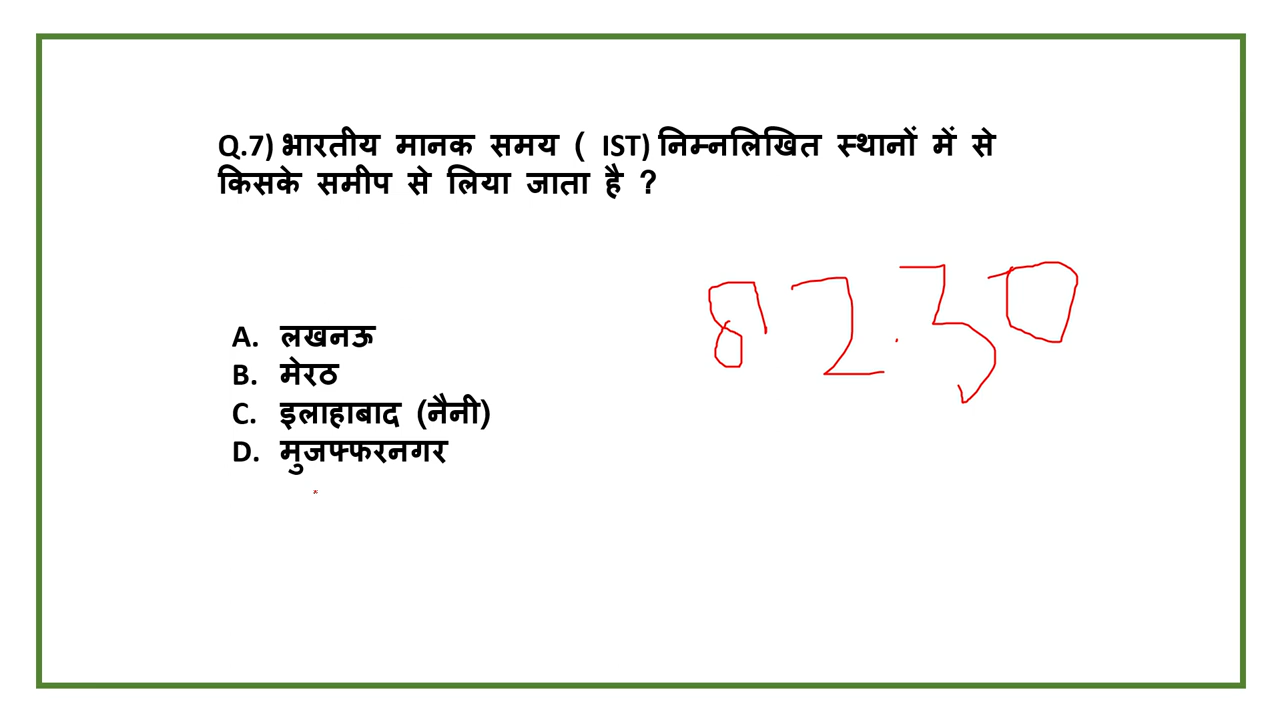 Q.7) भारतीय मानक समय ( IST) निम्नलिखित स्थानों में से
किसके समीप से लिया जाता है ?
82.30
A. लखनऊ
B. मेरठ
C. इलाहाबाद (नैनी)
D. मुजफ्फरनगर